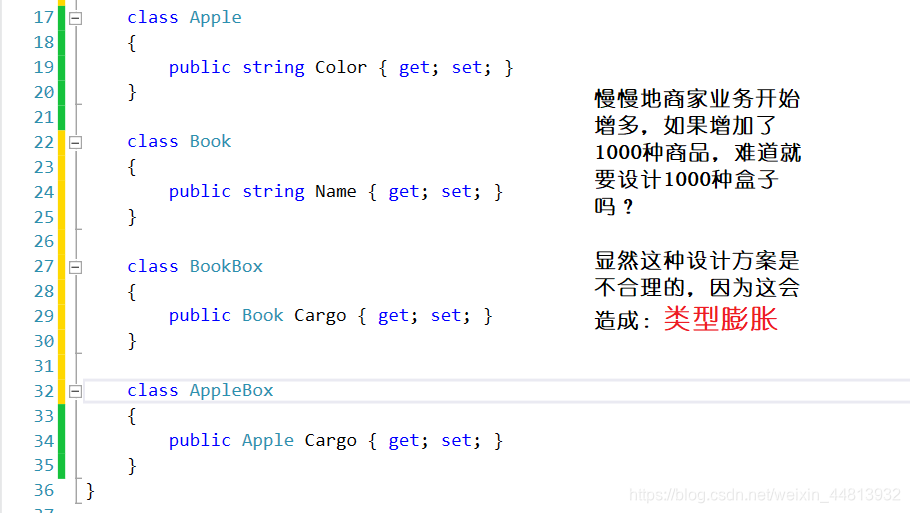 17 class Apple
18 {
19 public string Color { get; set; }
20 }
21
22 class Book
23 {
24 public string Name { get; set; }
25 }
26
27 class BookBox
28 {
29 public Book Cargo { get; set; }
30 }
31
32 class AppleBox
33 {
34 public Apple Cargo { get; set; }
35 }
36 }
37
慢慢地商家业务开始
增多，如果增加了
1000种商品，难道就
要设计1000种盒子
吗？
显然这种设计方案是
不合理的，因为这会
造成：类型膨胀
https://blog.csdn.net/weixin_44813932